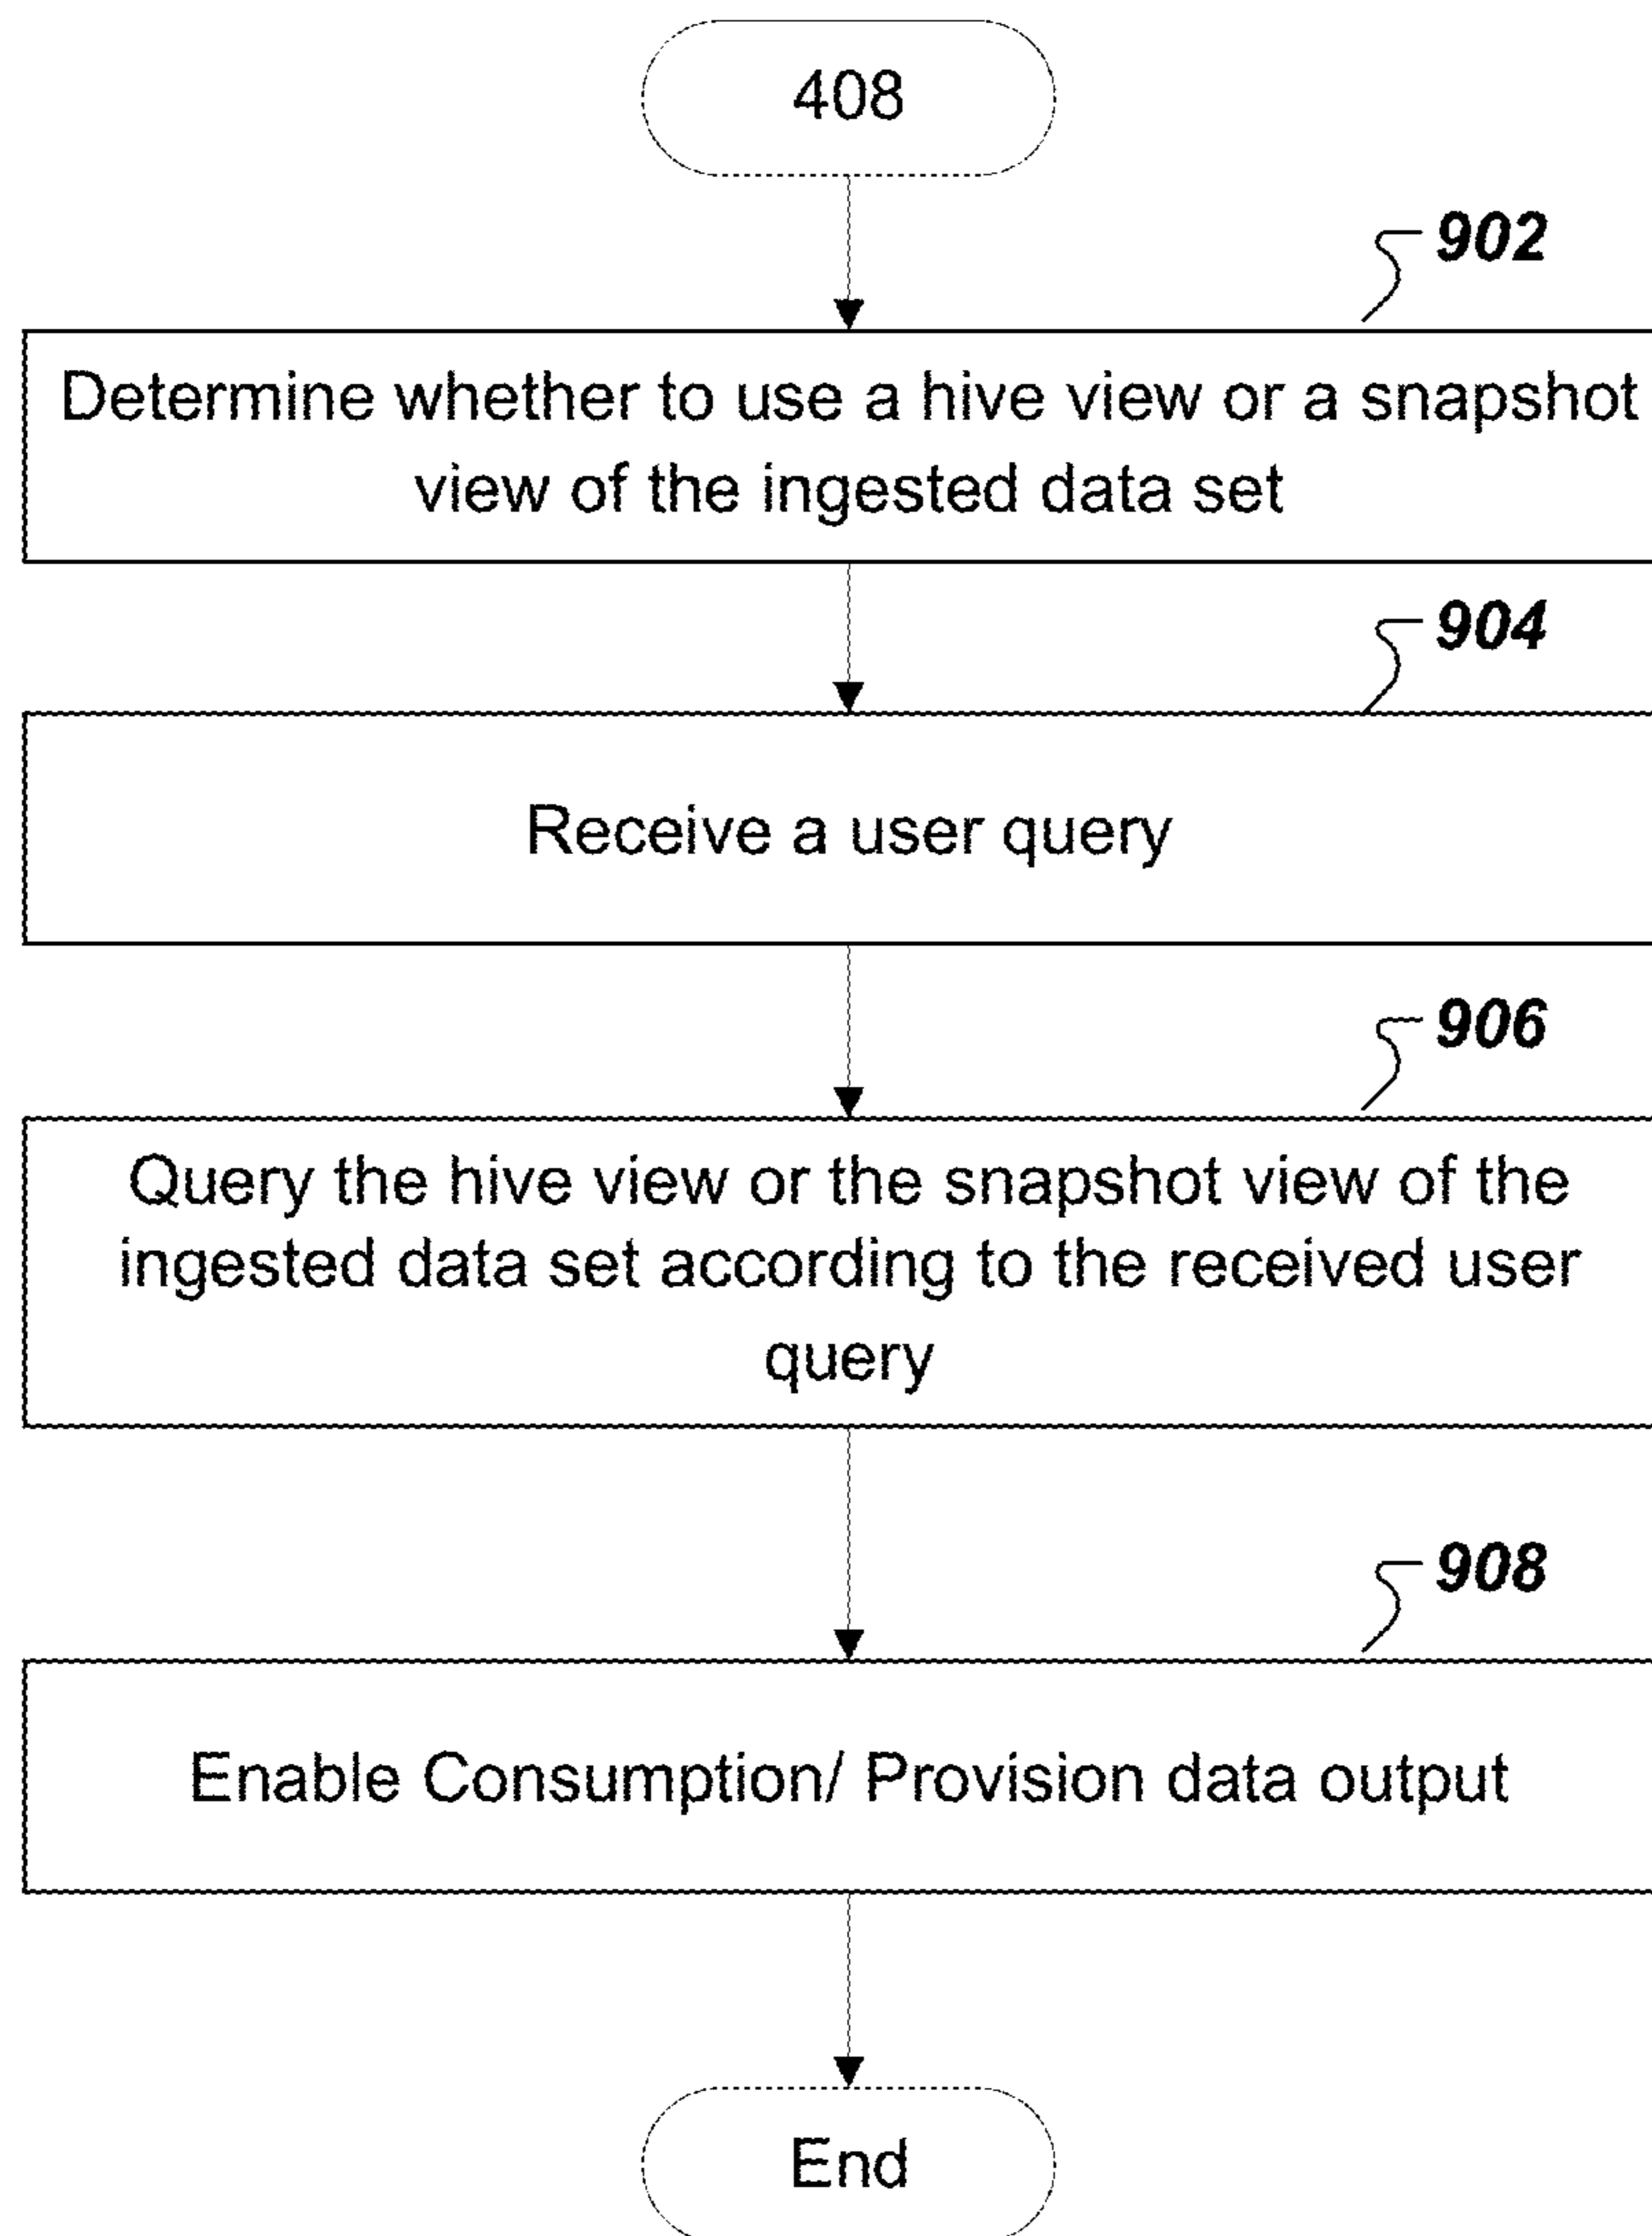 408
902
Determine whether to use a hive view or a snapshot
view of the ingested data set
904
Receive a user query
906
Query the hive view or the snapshot view of the
ingested data set according to the received user
query
908
Enable Consumption/ Provision data output
End